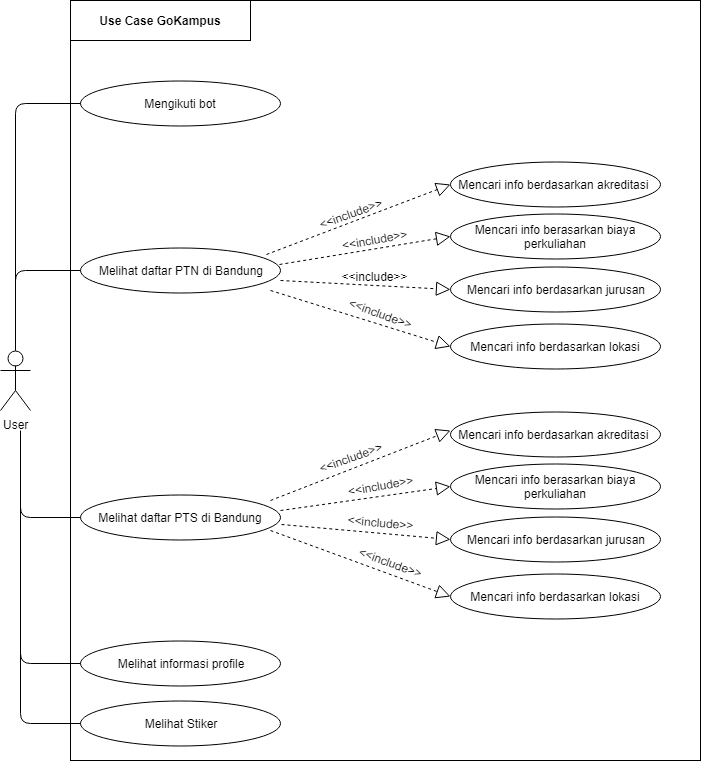 Use Case GoKampus
Mengikuti bot
Melihat daftar PTN di Bandung
<<include>>
Mencari info berdasarkan akreditasi
<<include>>
Mencari info berasarkan biaya
perkuliahan
<<include>>
Mencari info berdasarkan jurusan
<<include>>
Mencari info berdasarkan lokasi
User
Melihat daftar PTS di Bandung
<<include>>
Mencari info berdasarkan akreditasi
<<include>>
Mencari info berasarkan biaya
perkuliahan
<<include>>
Mencari info berdasarkan jurusan
<<include>>
Mencari info berdasarkan lokasi
Melihat informasi profile
Melihat Stiker